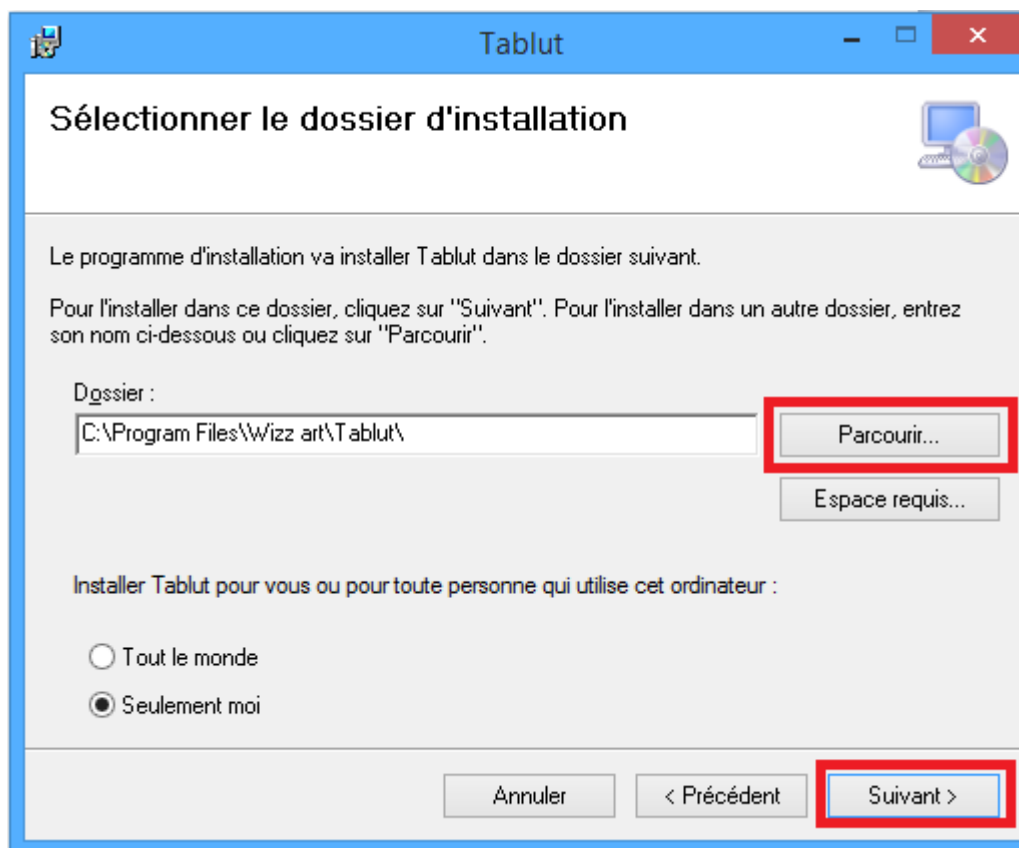 Tablut
Sélectionner le dossier d'installation
Le programme d'installation va installer Tablut dans le dossier suivant.
Pour l'installer dans ce dossier, cliquez sur "Suivant". Pour l'installer dans un autre dossier, entrez
son nom ci-dessous ou cliquez sur "Parcourir".
Dossier :
C:\Program Files\Wizz art\Tablut\
Parcourir...
Espace requis...
Installer Tablut pour vous ou pour toute personne qui utilise cet ordinateur :
Tout le monde
Seulement moi
Annuler
< Précédent
Suivant >